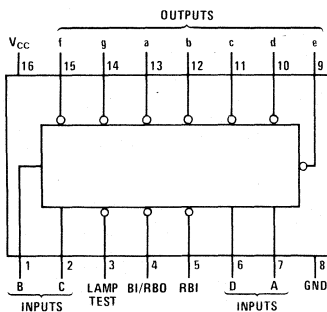 OUTPUTS
VCC f g a b c d e
16 15 14 13 12 11 10 9
1 2 3 4 5 6 7 8
B C LAMP TEST BI/RBO RBI D A GND
INPUTS INPUTS